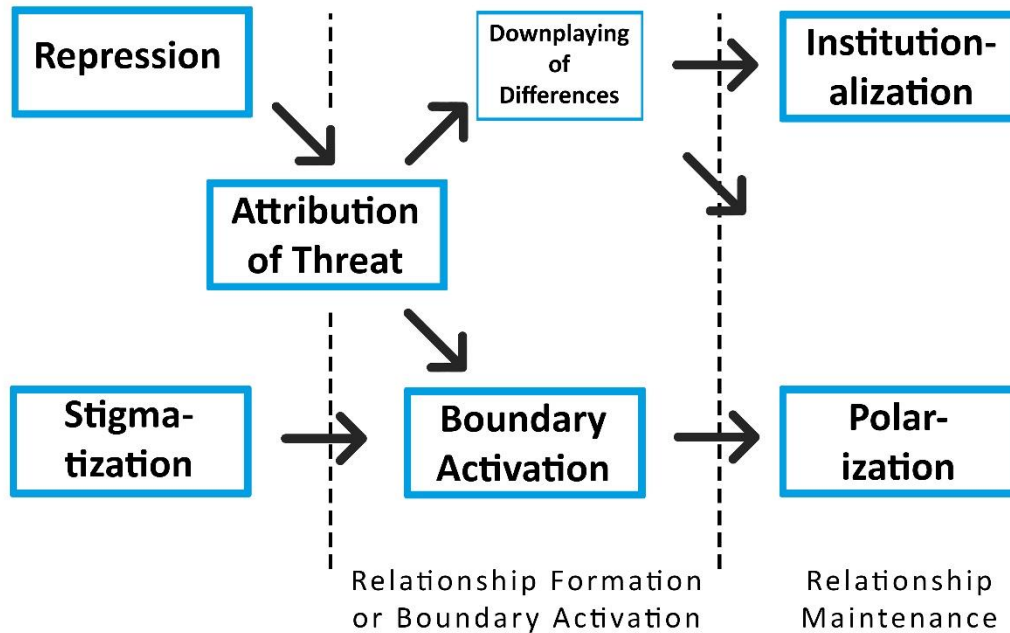 Repression
Downplaying
of
Differences
Institution-
alization
Attribution
of Threat
Stigma-
tization
Boundary
Activation
Polar-
ization
Relationship Formation
or Boundary Activation
Relationship
Maintenance